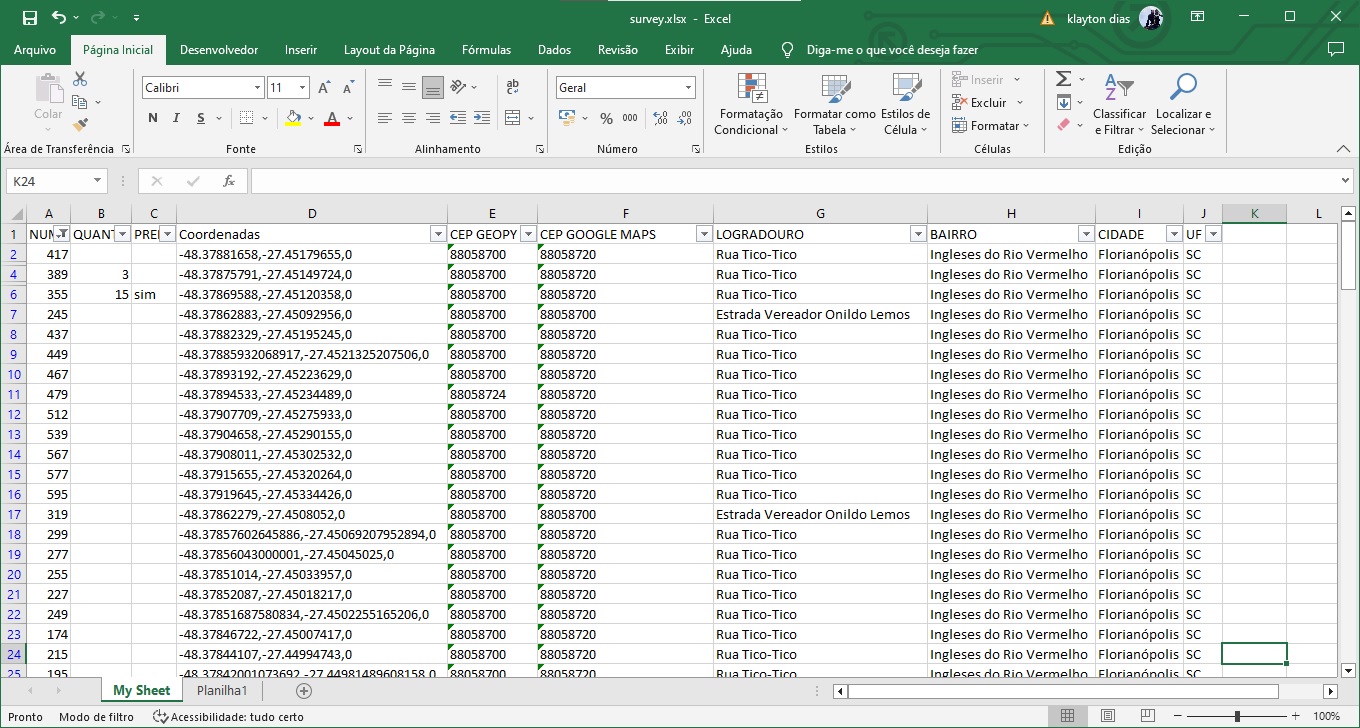 survey.xlsx - Excel
klayton dias
Arquivo Página Inicial Desenvolvedor Inserir Layout da Página Fórmulas Dados Revisão Exibir Ajuda Diga-me o que você deseja fazer
Colar
Área de Transferência
Calibri 11
N I S
Fonte
ab
Alinhamento
Geral
% 000
Número
Formatação Condicional
Formatar como Tabela
Estilos de Célula
Estilos
Inserir
Excluir
Formatar
Células
Classificar e Filtrar
Localizar e Selecionar
Edição
K24 fx
A B C D E F G H I J K L
1 NUM QUANT PRE Coordenadas CEP GEOPY CEP GOOGLE MAPS LOGRADOURO BAIRRO CIDADE UF
2 417 -48.37881658,-27.45179655,0 88058700 88058720 Rua Tico-Tico Ingleses do Rio Vermelho Florianópolis SC
4 389 3 -48.37875791,-27.45149724,0 88058700 88058720 Rua Tico-Tico Ingleses do Rio Vermelho Florianópolis SC
6 355 15 sim -48.37869588,-27.45120358,0 88058700 88058720 Rua Tico-Tico Ingleses do Rio Vermelho Florianópolis SC
7 245 -48.37862883,-27.45092956,0 88058700 88058700 Estrada Vereador Onildo Lemos Ingleses do Rio Vermelho Florianópolis SC
8 437 -48.37882329,-27.45195245,0 88058700 88058720 Rua Tico-Tico Ingleses do Rio Vermelho Florianópolis SC
9 449 -48.37885932068917,-27.4521325207506,0 88058700 88058720 Rua Tico-Tico Ingleses do Rio Vermelho Florianópolis SC
10 467 -48.37893192,-27.45223629,0 88058700 88058720 Rua Tico-Tico Ingleses do Rio Vermelho Florianópolis SC
11 479 -48.37894533,-27.45234489,0 88058724 88058720 Rua Tico-Tico Ingleses do Rio Vermelho Florianópolis SC
12 512 -48.37907709,-27.45275933,0 88058700 88058720 Rua Tico-Tico Ingleses do Rio Vermelho Florianópolis SC
13 539 -48.37904658,-27.45290155,0 88058700 88058720 Rua Tico-Tico Ingleses do Rio Vermelho Florianópolis SC
14 567 -48.37908011,-27.45302532,0 88058700 88058720 Rua Tico-Tico Ingleses do Rio Vermelho Florianópolis SC
15 577 -48.37915655,-27.45320264,0 88058700 88058720 Rua Tico-Tico Ingleses do Rio Vermelho Florianópolis SC
16 595 -48.37919645,-27.45334426,0 88058700 88058720 Rua Tico-Tico Ingleses do Rio Vermelho Florianópolis SC
17 319 -48.37862279,-27.4508052,0 88058700 88058700 Estrada Vereador Onildo Lemos Ingleses do Rio Vermelho Florianópolis SC
18 299 -48.37857602645886,-27.45069207952894,0 88058700 88058720 Rua Tico-Tico Ingleses do Rio Vermelho Florianópolis SC
19 277 -48.37856043000001,-27.45045025,0 88058700 88058720 Rua Tico-Tico Ingleses do Rio Vermelho Florianópolis SC
20 255 -48.37851014,-27.45033957,0 88058700 88058720 Rua Tico-Tico Ingleses do Rio Vermelho Florianópolis SC
21 227 -48.37852087,-27.45018217,0 88058700 88058720 Rua Tico-Tico Ingleses do Rio Vermelho Florianópolis SC
22 249 -48.37851687580834,-27.4502255165206,0 88058700 88058720 Rua Tico-Tico Ingleses do Rio Vermelho Florianópolis SC
23 174 -48.37846722,-27.45007417,0 88058700 88058720 Rua Tico-Tico Ingleses do Rio Vermelho Florianópolis SC
24 215 -48.37844107,-27.44994743,0 88058700 88058720 Rua Tico-Tico Ingleses do Rio Vermelho Florianópolis SC
25 195 -48.37842001073692,-27.44981489608158,0 88058700 88058720 Rua Tico-Tico Ingleses do Rio Vermelho Florianópolis SC
My Sheet Planilha1
Pronto Modo de filtro Acessibilidade: tudo certo 100%